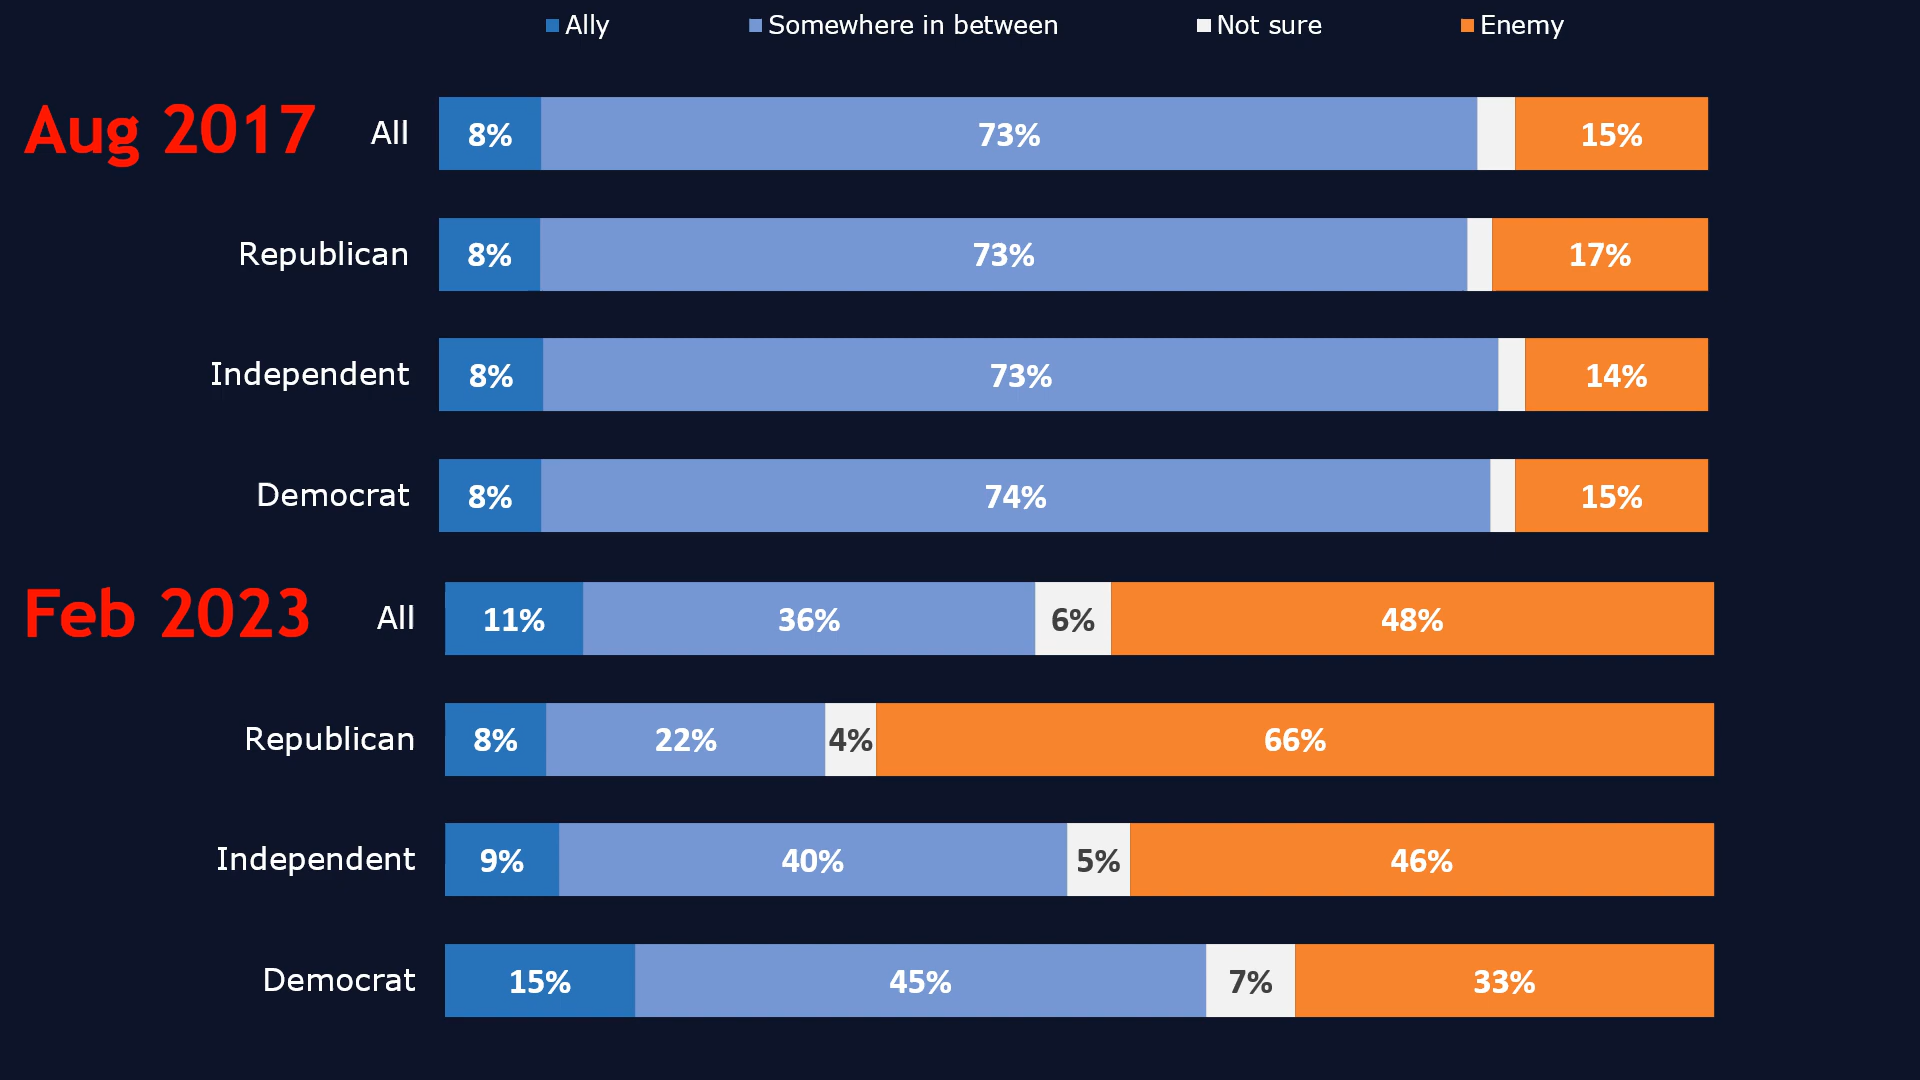 Ally Somewhere in between Not sure Enemy
Aug 2017 All 8% 73% 15%
Republican 8% 73% 17%
Independent 8% 73% 14%
Democrat 8% 74% 15%
Feb 2023 All 11% 36% 6% 48%
Republican 8% 22% 4% 66%
Independent 9% 40% 5% 46%
Democrat 15% 45% 7% 33%